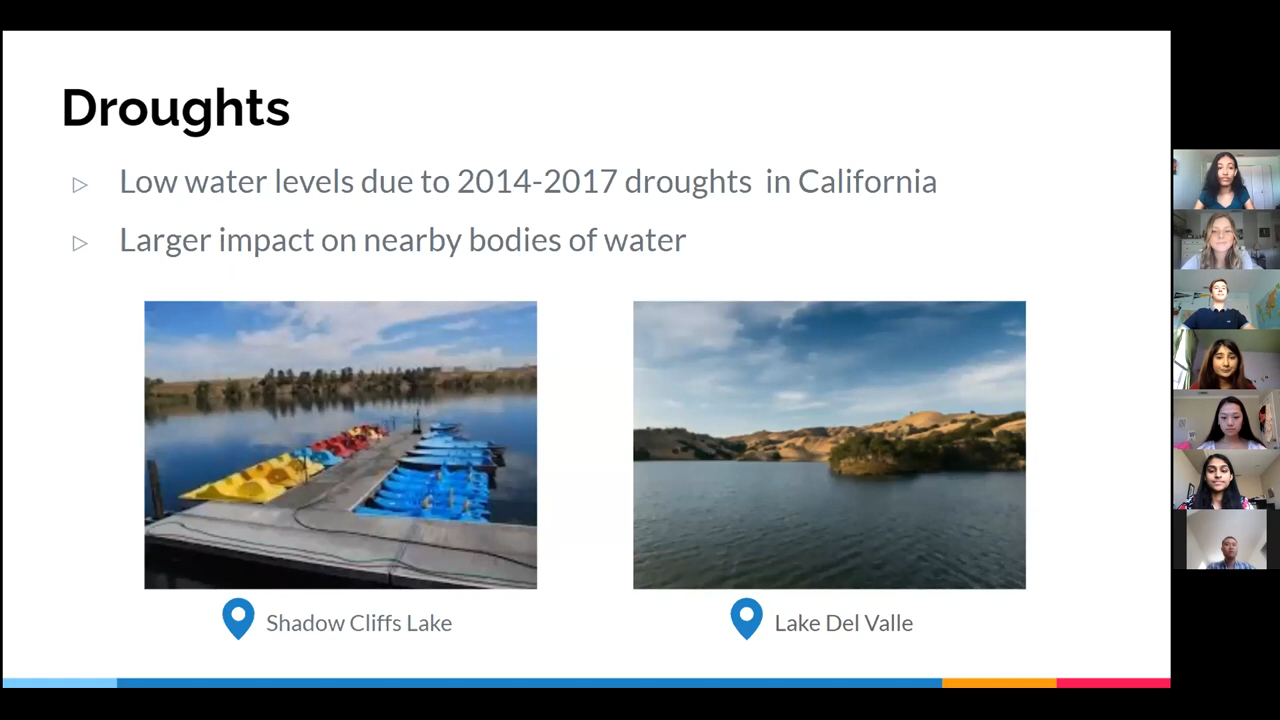 Droughts
Low water levels due to 2014-2017 droughts in California
Larger impact on nearby bodies of water
Shadow Cliffs Lake
Lake Del Valle